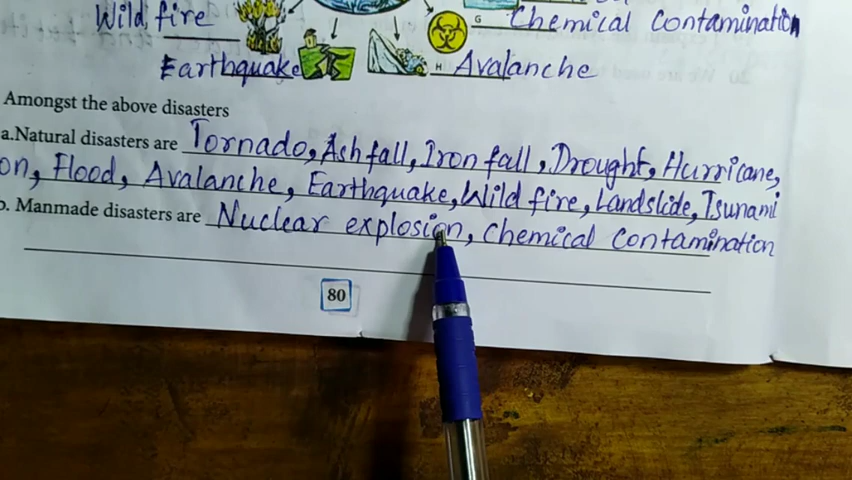 Wild fire
G Chemical Contamination
Earthquake
H Avalanche
Amongst the above disasters
a.Natural disasters are Tornado, Ash fall, Iron fall, Drought, Hurricane,
on, Flood, Avalanche, Earthquake, Wild fire, Landslide, Tsunami
b. Manmade disasters are Nuclear explosion, Chemical Contamination
80